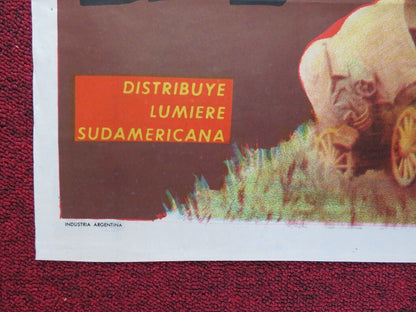 DISTRIBUYE
LUMIERE
SUDAMERICANA
INDUSTRIA ARGENTINA